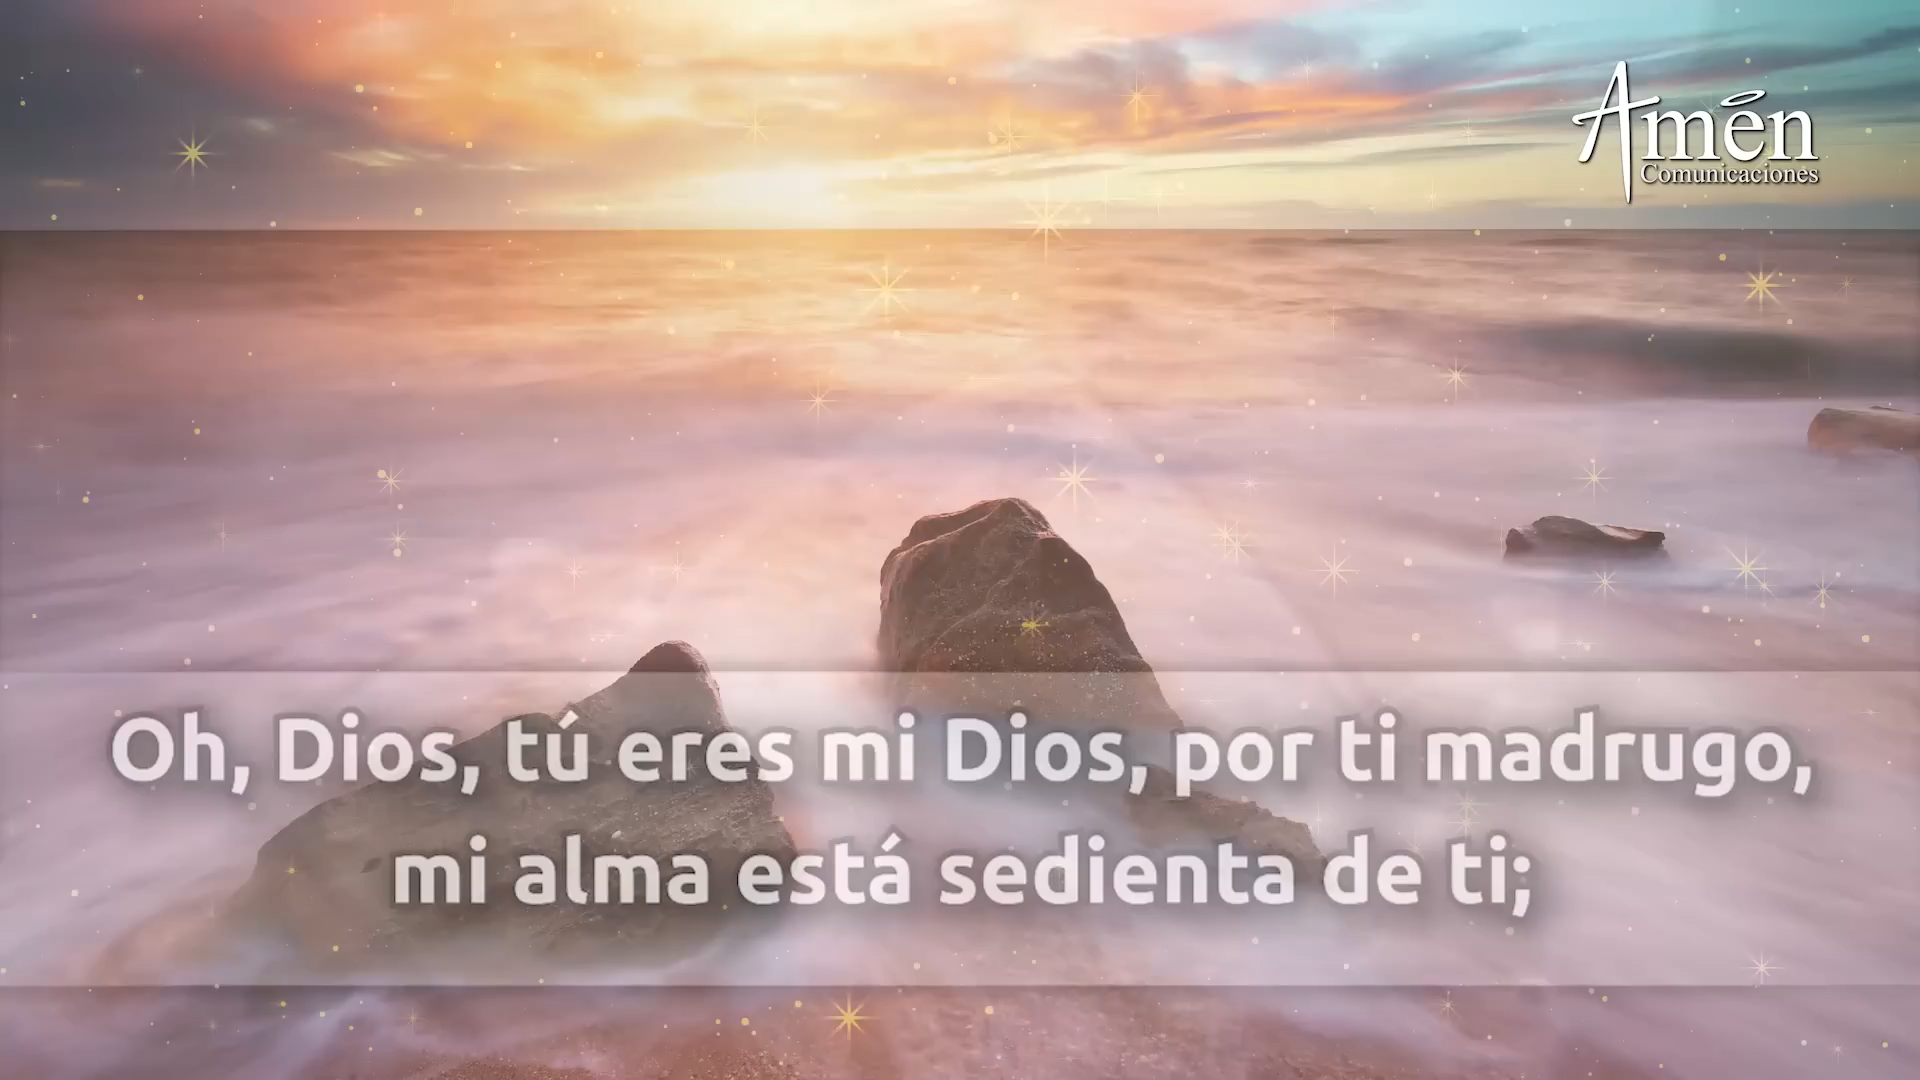 Amén
Comunicaciones
Oh, Dios, tú eres mi Dios, por ti madrugo,
mi alma está sedienta de ti;